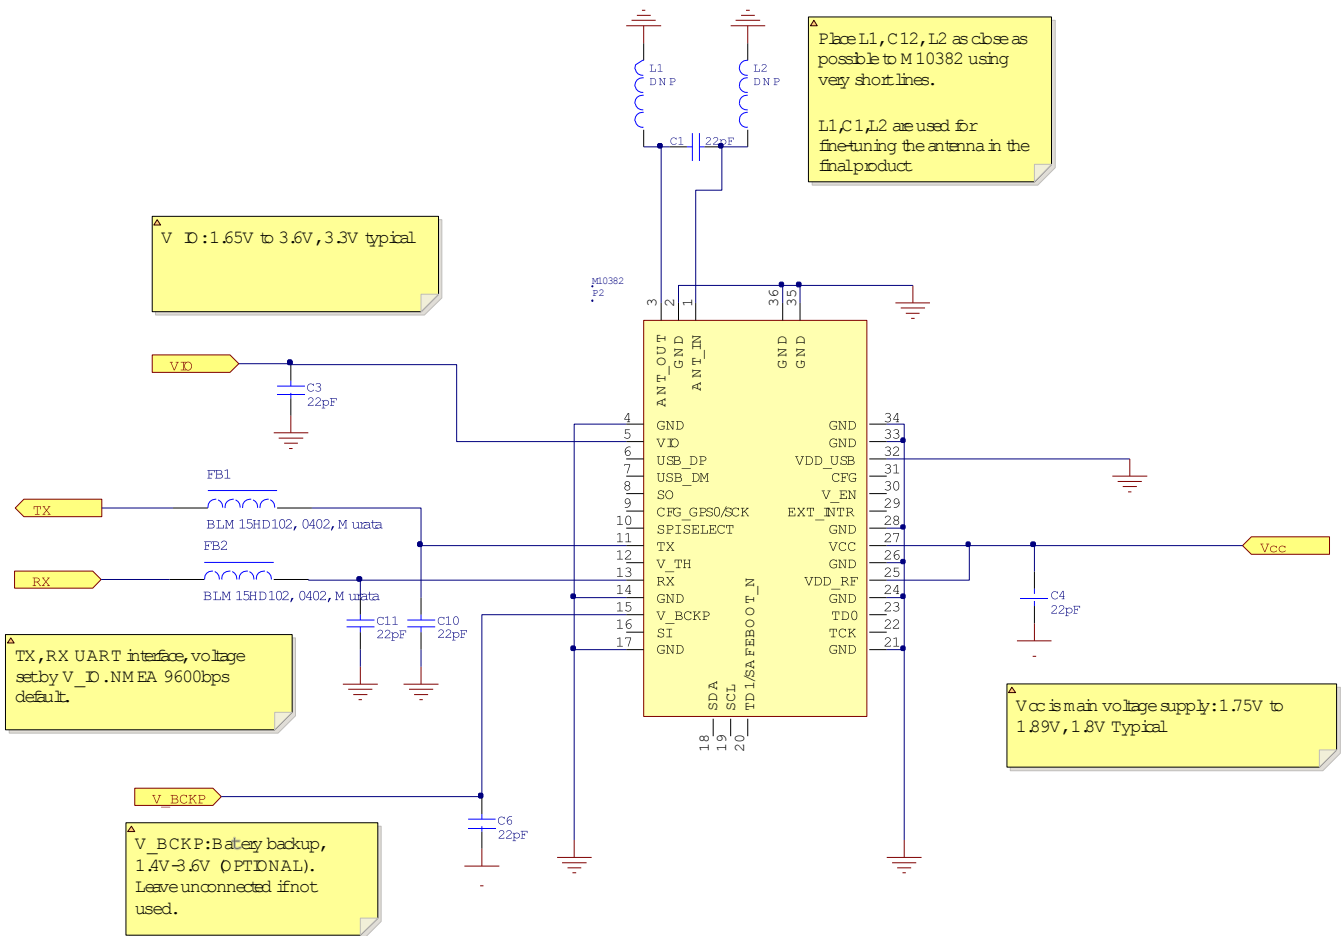 L1
DNP
L2
DNP
C1
22pF
Place L1, C12, L2 as close as
possible to M10382 using
very short lines.
L1,C1,L2 are used for
fine-tuning the antenna in the
final product
V_IO: 1.65V to 3.6V, 3.3V typical
M10382
P2
3
2
1
36
35
ANT_OUT
GND
ANT_IN
GND
GND
VIO
C3
22pF
4
GND
5
VIO
6
USB_DP
7
USB_DM
8
SO
9
CFG_GPS0/SCK
10
SPISELECT
11
TX
12
V_TH
13
RX
14
GND
15
V_BCKP
16
SI
17
GND
GND
34
GND
33
VDD_USB
32
CFG
31
V_EN
30
EXT_INTR
29
GND
28
VCC
27
GND
26
VDD_RF
25
GND
24
TD0
23
TCK
22
GND
21
SDA
SCL
TD1/SAFEBOOT_N
18
19
20
FB1
TX
BLM15HD102, 0402, Murata
FB2
RX
BLM15HD102, 0402, Murata
C11
22pF
C10
22pF
Vcc
C4
22pF
TX, RX UART interface, voltage
set by V_IO. NMEA 9600bps
default.
Vcc is main voltage supply: 1.75V to
1.89V, 1.8V Typical
V_BCKP
C6
22pF
V_BCKP: Battery backup,
1.4V-3.6V (OPTIONAL).
Leave unconnected if not
used.